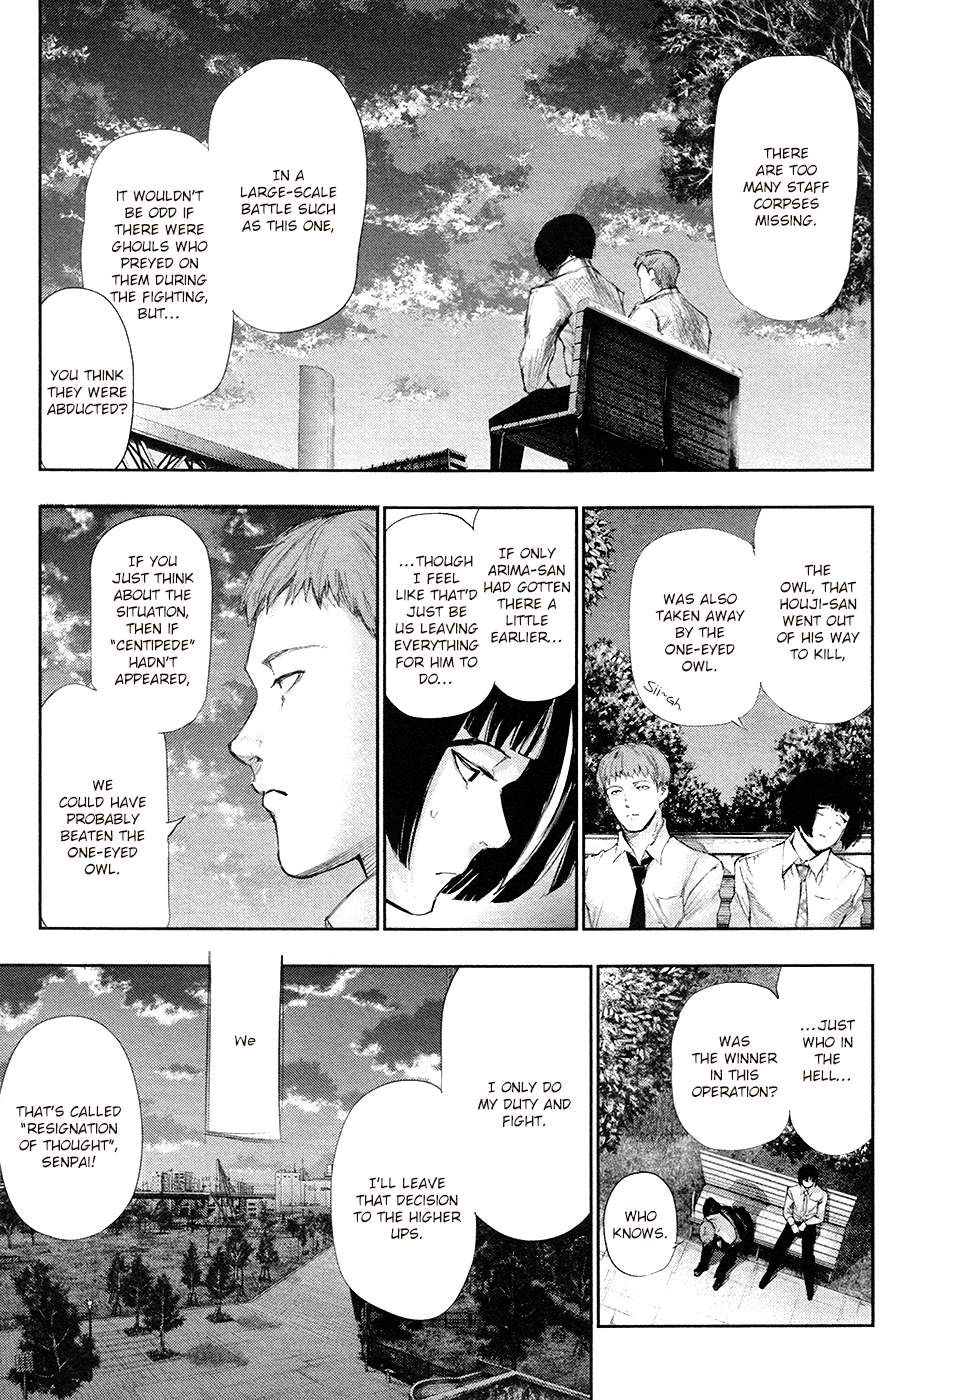 THERE
ARE TOO
MANY STAFF
CORPSES
MISSING.
IN A
LARGE-SCALE
BATTLE SUCH
AS THIS ONE,
IT WOULDN'T
BE ODD IF
THERE WERE
GHOULS WHO
PREYED ON
THEM DURING
THE FIGHTING,
BUT...
YOU THINK
THEY WERE
ABDUCTED?
THE
OWL, THAT
HOUJI-SAN
WENT OUT
OF HIS WAY
TO KILL,
WAS ALSO
TAKEN AWAY
BY THE
ONE-EYED
OWL.
Sii~gh
IF ONLY
ARIMA-SAN
HAD GOTTEN
THERE A
LITTLE
EARLIER...
...THOUGH
I FEEL
LIKE THAT'D
JUST BE
US LEAVING
EVERYTHING
FOR HIM TO
DO...
IF YOU
JUST THINK
ABOUT THE
SITUATION,
THEN IF
"CENTIPEDE"
HADN'T
APPEARED,
WE
COULD HAVE
PROBABLY
BEATEN THE
ONE-EYED
OWL.
...JUST
WHO IN
THE
HELL...
WAS
THE WINNER
IN THIS
OPERATION?
WHO
KNOWS.
I ONLY DO
MY DUTY AND
FIGHT.
I'LL LEAVE
THAT DECISION
TO THE HIGHER
UPS.
We
THAT'S CALLED
"RESIGNATION
OF THOUGHT",
SENPAI!